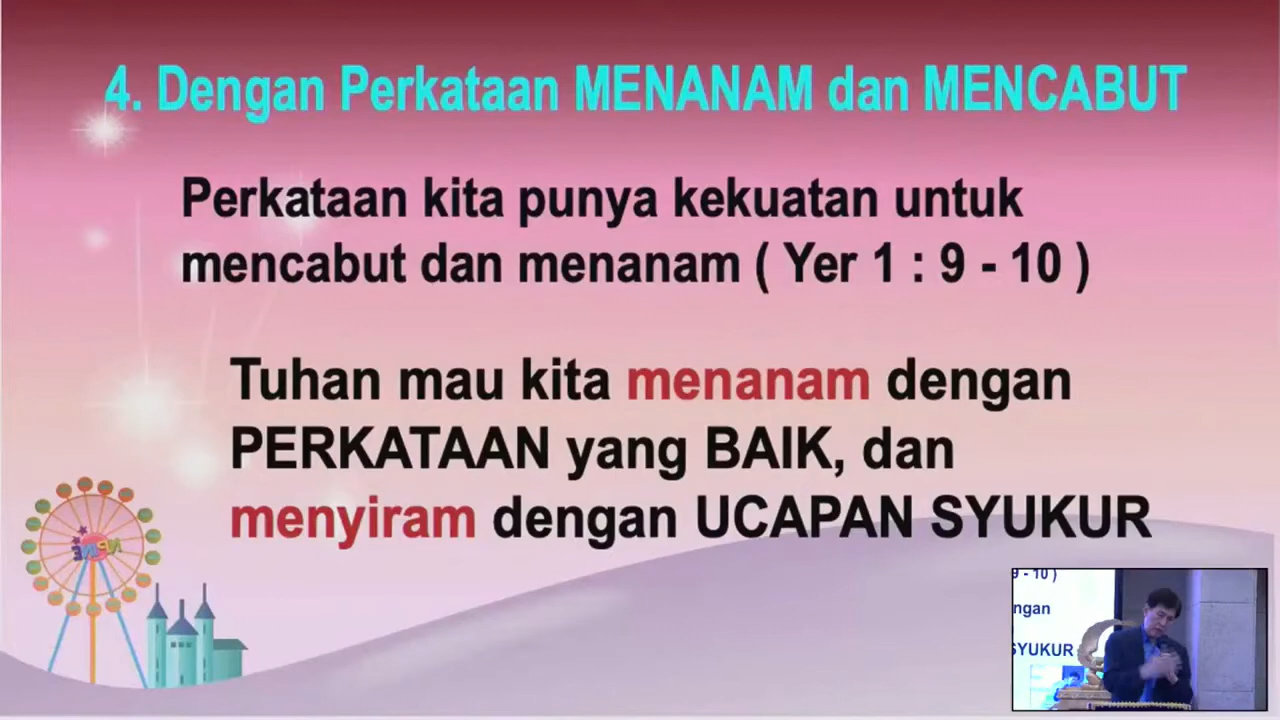 4. Dengan Perkataan MENANAM dan MENCABUT
Perkataan kita punya kekuatan untuk
mencabut dan menanam ( Yer 1 : 9 - 10 )
Tuhan mau kita menanam dengan
PERKATAAN yang BAIK, dan
menyiram dengan UCAPAN SYUKUR
9 - 10 )
ngan
SYUKUR